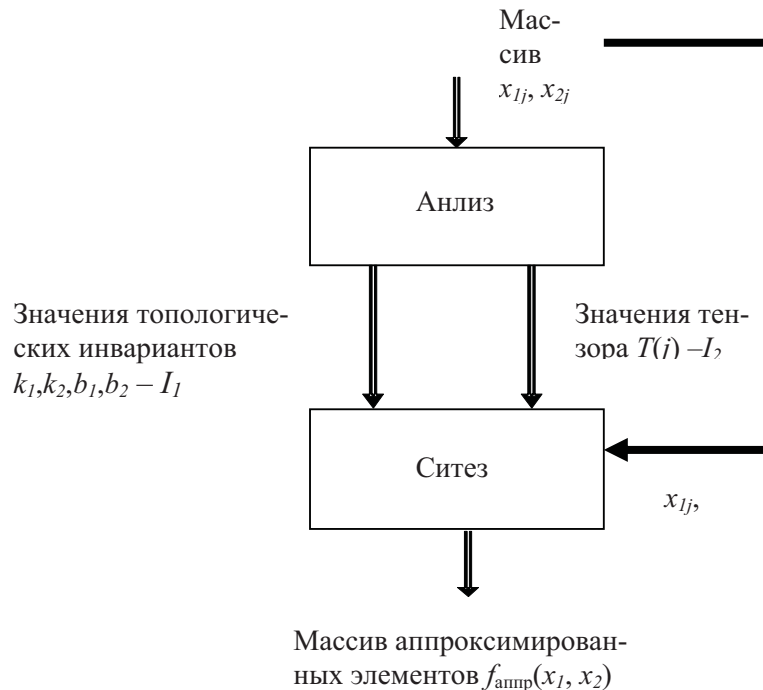 Мас-
сив
x1j, x2j
Анлиз
Значения топологиче-
ских инвариантов
k1,k2,b1,b2 – I1
Значения тен-
зора T(j) –I2
Ситез
x1j,
Массив аппроксимирован-
ных элементов fаппр(x1, x2)